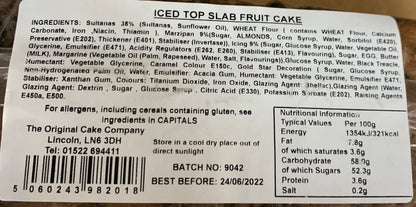 ICED TOP SLAB FRUIT CAKE
INGREDIENTS: Sultanas 38% (Sultanas, Sunflower Oil), WHEAT Flour, ( contains WHEAT Flour, Calcium
Carbonate, Iron ,Niacin , Thiamin ), Marzipan 9%(Sugar, ALMONDS, Corn Syrup, Water, Sorbitol (E420),
Preservative (E202), Thickener (E401), Stabiliser (Invertase), Icing 9% (Sugar, Glucose Syrup, Water, Vegetable Oil,
Glycerine, Emulsifier (E471), Acidity Regulators (E262, E260), Stabiliser (E413), Flavouring), Sugar, EGG, Butter
(MILK), Margarine (Vegetable Oil (Palm, Rapeseed), Water, Salt, Flavouring)), Glucose Syrup, Water, Black Treacle,
Humectant: Vegetable Glycerine, Caramel Colour E150c, Gold Star Decoration ( Sugar, Glucose Syrup,
Non-Hydrogenated Palm Oil, Water, Emulsifier: Acacia Gum, Humectant: Vegetable Glycerine, Emulsifier E471,
Stabiliser: Xanthan Gum, Colours: Titanium Dioxide, Iron Oxide, Glazing Agent: Shellac),Glazing Agent (Water,
Glazing Agent: Dextrin , Sugar , Glucose Syrup , Citric Acid (E330), Potassium Sorbate (E202), Raising Agents
E450a, E500.
For allergens, including cereals containing gluten, see
ingredients in CAPITALS
The Original Cake Company
Lincoln, LN6 3DH
Tel: 01522 694411
Store in a cool dry place out of
direct sunlight
BATCH NO: 9042
BEST BEFORE: 24/06/2022
5 060243 982018
Nutritional Information
Typical Values Per 100g
Energy 1354kJ/321kcal
Fat 7.8g
of which saturates 3.6g
Carbohydrate 58.9g
of which Sugars 52.3g
Protein 3.6g
Salt 0.2g